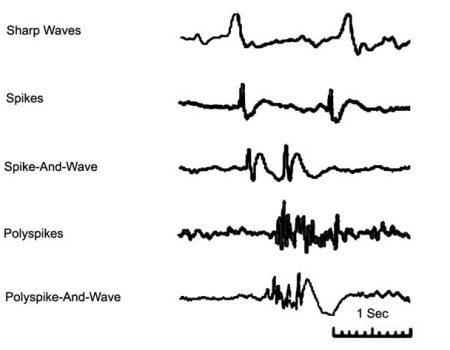 Sharp Waves
Spikes
Spike-And-Wave
Polyspikes
Polyspike-And-Wave
1 Sec